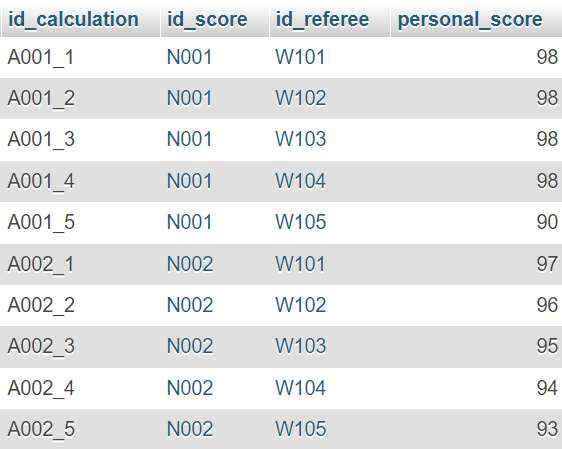 id_calculation id_score id_referee personal_score
A001_1 N001 W101 98
A001_2 N001 W102 98
A001_3 N001 W103 98
A001_4 N001 W104 98
A001_5 N001 W105 90
A002_1 N002 W101 97
A002_2 N002 W102 96
A002_3 N002 W103 95
A002_4 N002 W104 94
A002_5 N002 W105 93